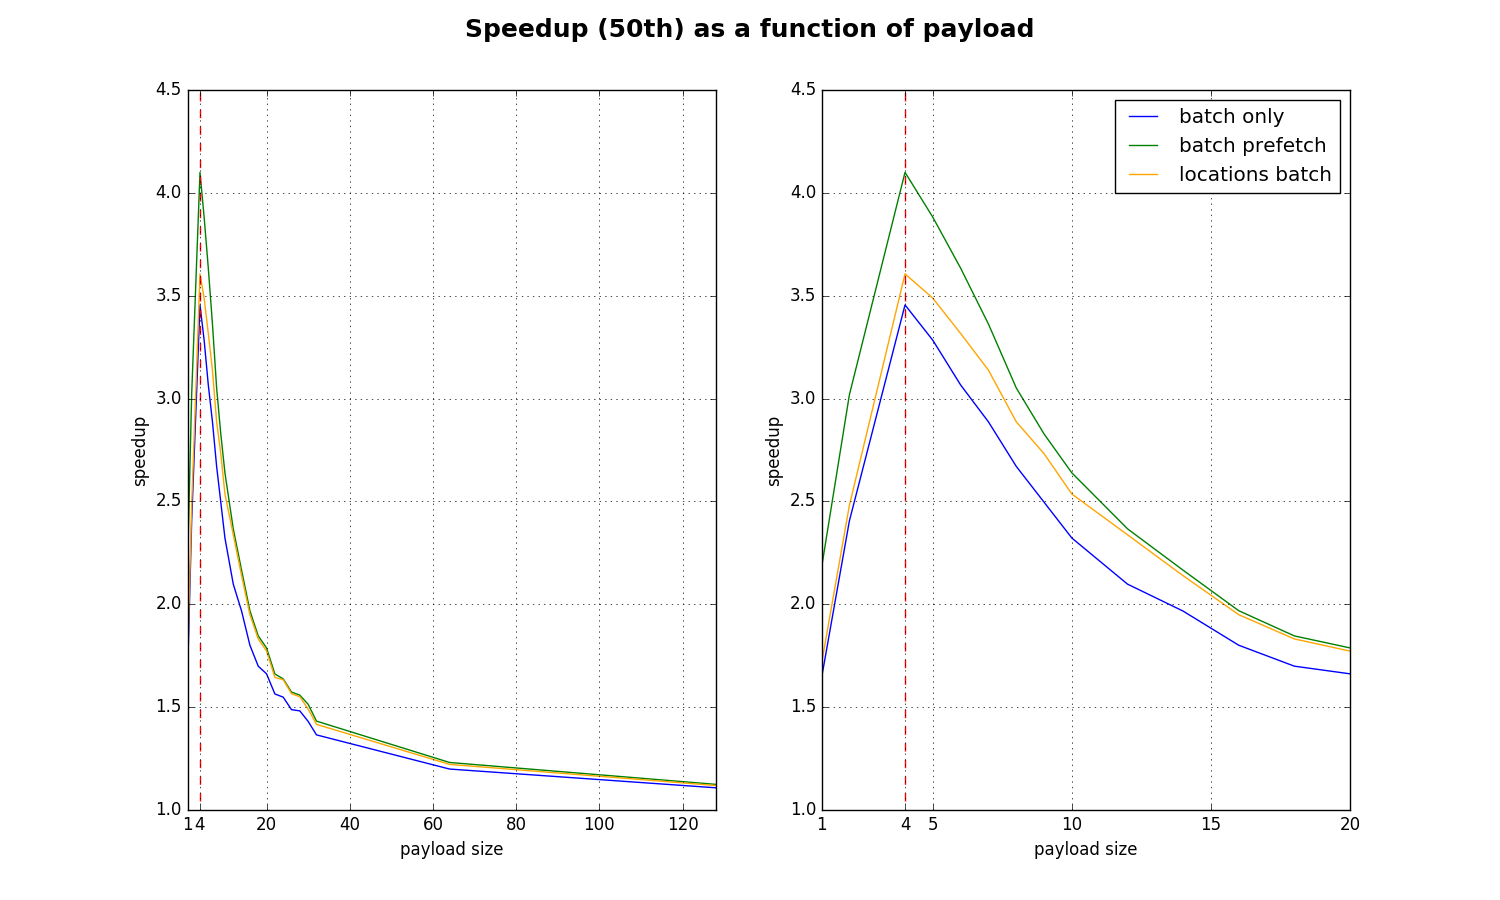 Speedup (50th) as a function of payload
4.5
4.0
3.5
3.0
2.5
2.0
1.5
1.0
speedup
1 4 20 40 60 80 100 120
payload size
4.5
4.0
3.5
3.0
2.5
2.0
1.5
1.0
speedup
batch only
batch prefetch
locations batch
1 4 5 10 15 20
payload size